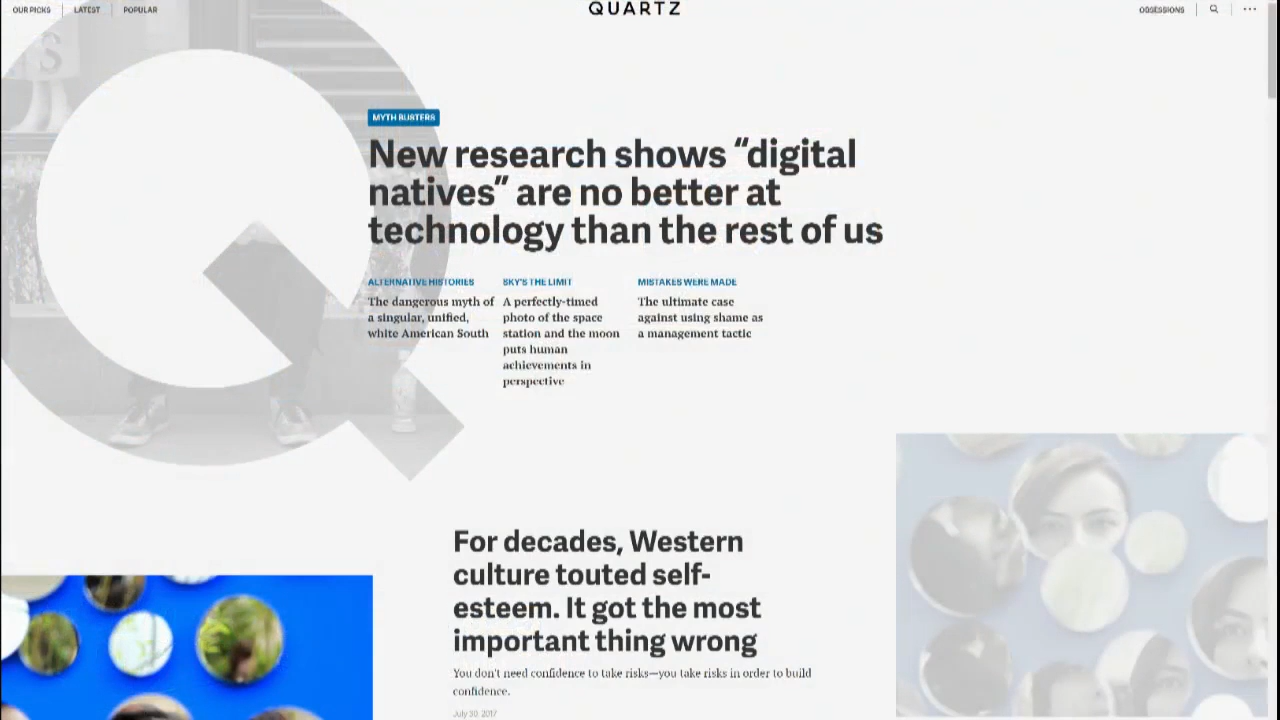 OUR PICKS
LATEST
POPULAR
QUARTZ
OBSESSIONS
MYTH BUSTERS
New research shows “digital
natives” are no better at
technology than the rest of us
ALTERNATIVE HISTORIES
The dangerous myth of
a singular, unified,
white American South
SKY'S THE LIMIT
A perfectly-timed
photo of the space
station and the moon
puts human
achievements in
perspective
MISTAKES WERE MADE
The ultimate case
against using shame as
a management tactic
For decades, Western
culture touted self-
esteem. It got the most
important thing wrong
You don't need confidence to take risks—you take risks in order to build
confidence.
July 30, 2017